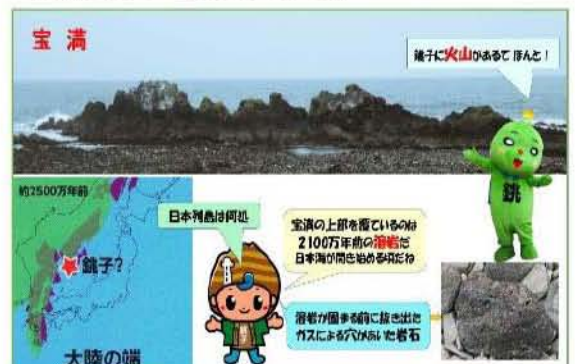 宝満
銚子に火山があるて ほんと！
銚
約2500万年前
銚子?
大陸の端
日本列島は何処
宝満の上部を覆ているのは
2100万年前の溶岩だ
日本海が開き始める頃だね
溶岩が固まる前に抜き出た
ガスによる穴があいた岩石